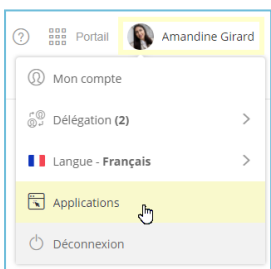 ? Portail Amandine Girard
Mon compte
Délégation (2)
Langue - Français
Applications
Déconnexion